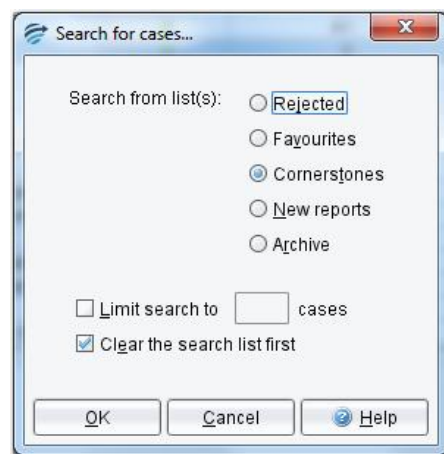 Search for cases...
Search from list(s): Rejected
Favourites
Cornerstones
New reports
Archive
Limit search to cases
Clear the search list first
OK Cancel Help